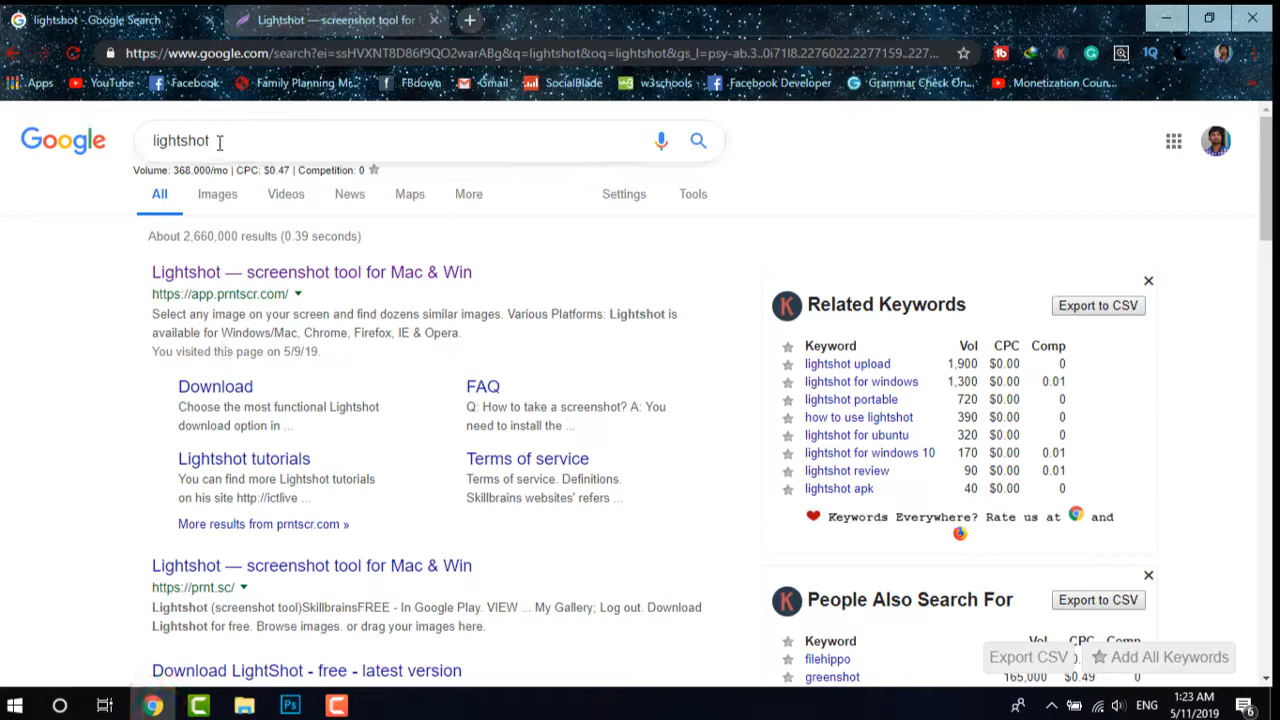 lightshot - Google Search
Lightshot — screenshot tool for
https://www.google.com/search?ei=ssHVXNT8D86f9QO2warABg&q=lightshot&oq=lightshot&gs_l=psy-ab.3..0i71l8.2276022.2277159..227...
Apps YouTube Facebook Family Planning Mi... FBdown Gmail SocialBlade w3schools Facebook Developer Grammar Check On... Monetization Coun...
Google
lightshot
Volume: 368,000/mo | CPC: $0.47 | Competition: 0
All Images Videos News Maps More Settings Tools
About 2,660,000 results (0.39 seconds)
Lightshot — screenshot tool for Mac & Win
https://app.prntscr.com/
Select any image on your screen and find dozens similar images. Various Platforms: Lightshot is
available for Windows/Mac, Chrome, Firefox, IE & Opera.
You visited this page on 5/9/19.
Download
Choose the most functional Lightshot
download option in ...
FAQ
Q: How to take a screenshot? A: You
need to install the ...
Lightshot tutorials
You can find more Lightshot tutorials
on his site http://ictlive ...
Terms of service
Terms of service. Definitions.
Skillbrains websites' refers ...
More results from prntscr.com »
Lightshot — screenshot tool for Mac & Win
https://prnt.sc/
Lightshot (screenshot tool)SkillbrainsFREE - In Google Play. VIEW ... My Gallery; Log out. Download
Lightshot for free. Browse images. or drag your images here.
Download LightShot - free - latest version
K Related Keywords Export to CSV
Keyword Vol CPC Comp
lightshot upload 1,900 $0.00 0
lightshot for windows 1,300 $0.00 0.01
lightshot portable 720 $0.00 0
how to use lightshot 390 $0.00 0
lightshot for ubuntu 320 $0.00 0
lightshot for windows 10 170 $0.00 0.01
lightshot review 90 $0.00 0.01
lightshot apk 40 $0.00 0
Keywords Everywhere? Rate us at and
K People Also Search For Export to CSV
Keyword Vol CPC Comp
filehippo
greenshot 165,000 $0.49 0
Export CSV Add All Keywords
ENG
1:23 AM
5/11/2019
6